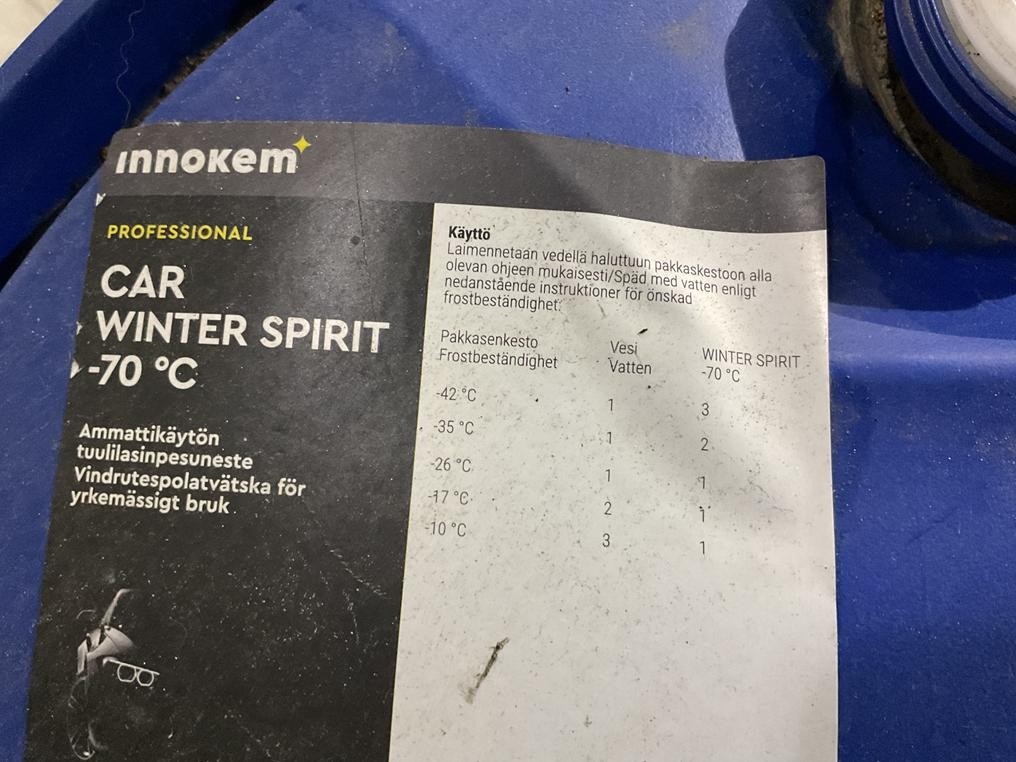 ınnoкem
PROFESSIONAL
CAR
WINTER SPIRIT
-70 °C
Ammattikäytön
tuulilasinpesuneste
Vindrutespolatvätska för
yrkemässigt bruk
Käyttö
Laimennetaan vedellä haluttuun pakkaskestoon alla
olevan ohjeen mukaisesti/Späd med vatten enligt
nedanstående instruktioner för önskad
frostbeständighet:
Pakkasenkesto Vesi WINTER SPIRIT
Frostbeständighet Vatten -70 °C
-42 °C 1 3
-35 °C 1 2
-26 °C 1 1
-17 °C 2 1
-10 °C 3 1